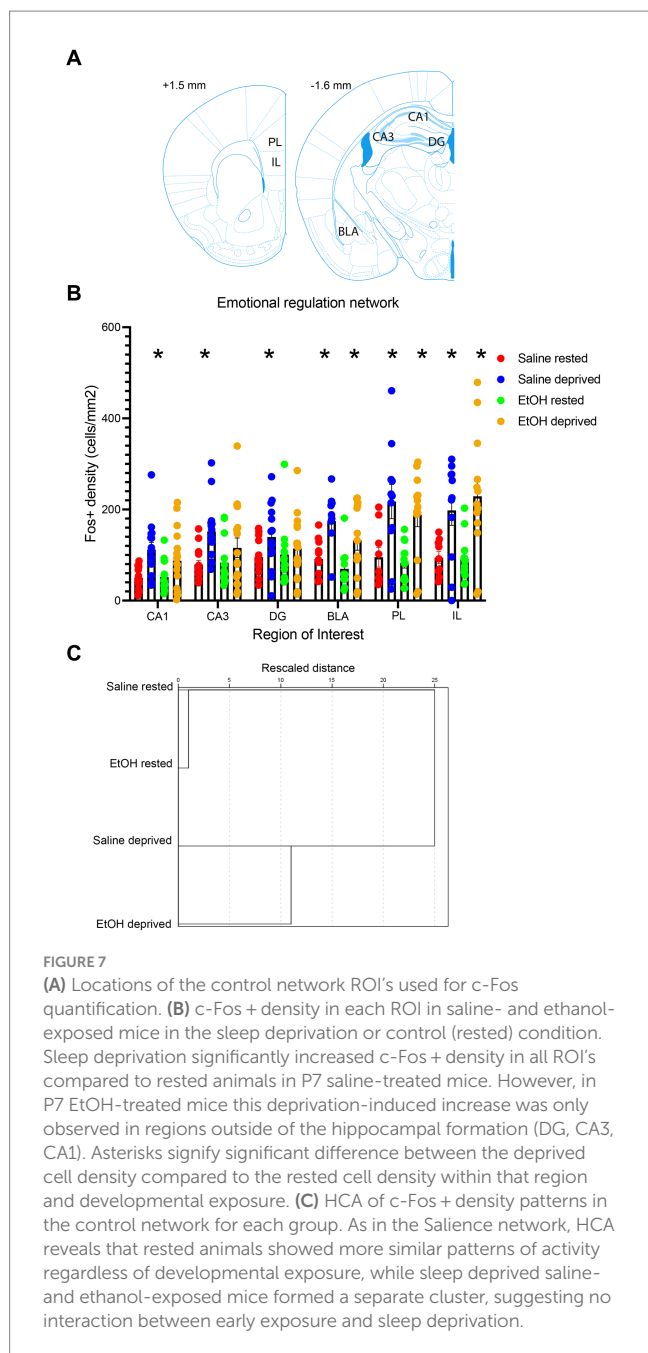 A
+1.5 mm
-1.6 mm
CA1
PL
CA3
DG
IL
BLA
B
Emotional regulation network
600
* * * * * * * * *
Saline rested
Saline deprived
400
EtOH rested
EtOH deprived
Fos+ density (cells/mm2)
200
0
CA1 CA3 DG BLA PL IL
Region of Interest
C
Rescaled distance
0 5 10 15 20 25
Saline rested
EtOH rested
Saline deprived
EtOH deprived
FIGURE 7
(A) Locations of the control network ROI's used for c-Fos
quantification. (B) c-Fos + density in each ROI in saline- and ethanol-
exposed mice in the sleep deprivation or control (rested) condition.
Sleep deprivation significantly increased c-Fos + density in all ROI's
compared to rested animals in P7 saline-treated mice. However, in
P7 EtOH-treated mice this deprivation-induced increase was only
observed in regions outside of the hippocampal formation (DG, CA3,
CA1). Asterisks signify significant difference between the deprived
cell density compared to the rested cell density within that region
and developmental exposure. (C) HCA of c-Fos + density patterns in
the control network for each group. As in the Salience network, HCA
reveals that rested animals showed more similar patterns of activity
regardless of developmental exposure, while sleep deprived saline-
and ethanol-exposed mice formed a separate cluster, suggesting no
interaction between early exposure and sleep deprivation.